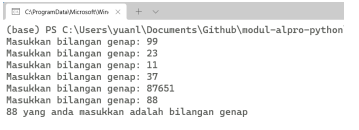 C:\ProgramData\Microsoft\Win
(base) PS C:\Users\yuanl\Documents\Github\modul-alpro-python
Masukkan bilangan genap: 99
Masukkan bilangan genap: 23
Masukkan bilangan genap: 11
Masukkan bilangan genap: 37
Masukkan bilangan genap: 87651
Masukkan bilangan genap: 88
88 yang anda masukkan adalah bilangan genap